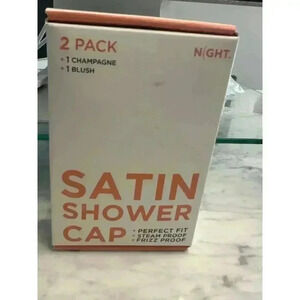 2 PACK
+ 1 CHAMPAGNE
+ 1 BLUSH
NIGHT.
SATIN
SHOWER
CAP
+ PERFECT FIT
+ STEAM PROOF
+ FRIZZ PROOF